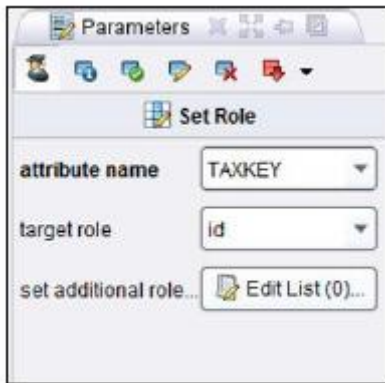 Parameters
Set Role
attribute name TAXKEY
target role id
set additional role... Edit List (0)...